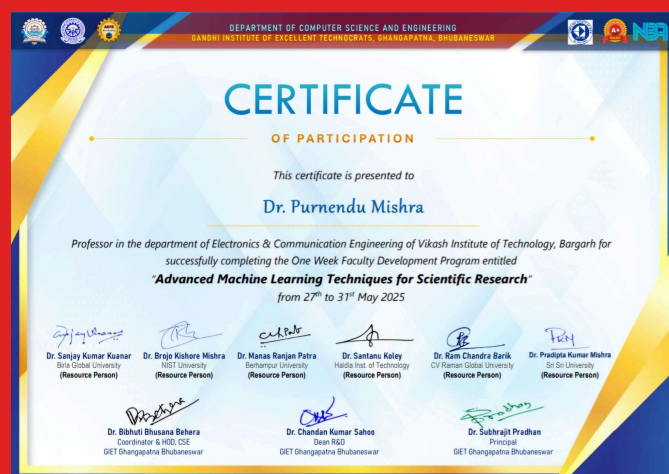 DEPARTMENT OF COMPUTER SCIENCE AND ENGINEERING
GANDHI INSTITUTE OF EXCELLENT TECHNOCRATS, GHANGAPATNA, BHUBANESWAR
A+
NBA
CERTIFICATE
OF PARTICIPATION
This certificate is presented to
Dr. Purnendu Mishra
Professor in the department of Electronics & Communication Engineering of Vikash Institute of Technology, Bargarh for
successfully completing the One Week Faculty Development Program entitled
"Advanced Machine Learning Techniques for Scientific Research"
from 27th to 31st May 2025
Dr. Sanjay Kumar Kuanar
Birla Global University
(Resource Person)
Dr. Brojo Kishore Mishra
NIST University
(Resource Person)
Dr. Manas Ranjan Patra
Berhampur University
(Resource Person)
Dr. Santanu Koley
Haldia Inst. of Technology
(Resource Person)
Dr. Ram Chandra Barik
CV Raman Global University
(Resource Person)
Dr. Pradipta Kumar Mishra
Sri Sri University
(Resource Person)
Dr. Bibhuti Bhusana Behera
Coordinator & HOD, CSE
GIET Ghangapatna Bhubaneswar
Dr. Chandan Kumar Sahoo
Dean R&D
GIET Ghangapatna Bhubaneswar
Dr. Subhrajit Pradhan
Principal
GIET Ghangapatna Bhubaneswar